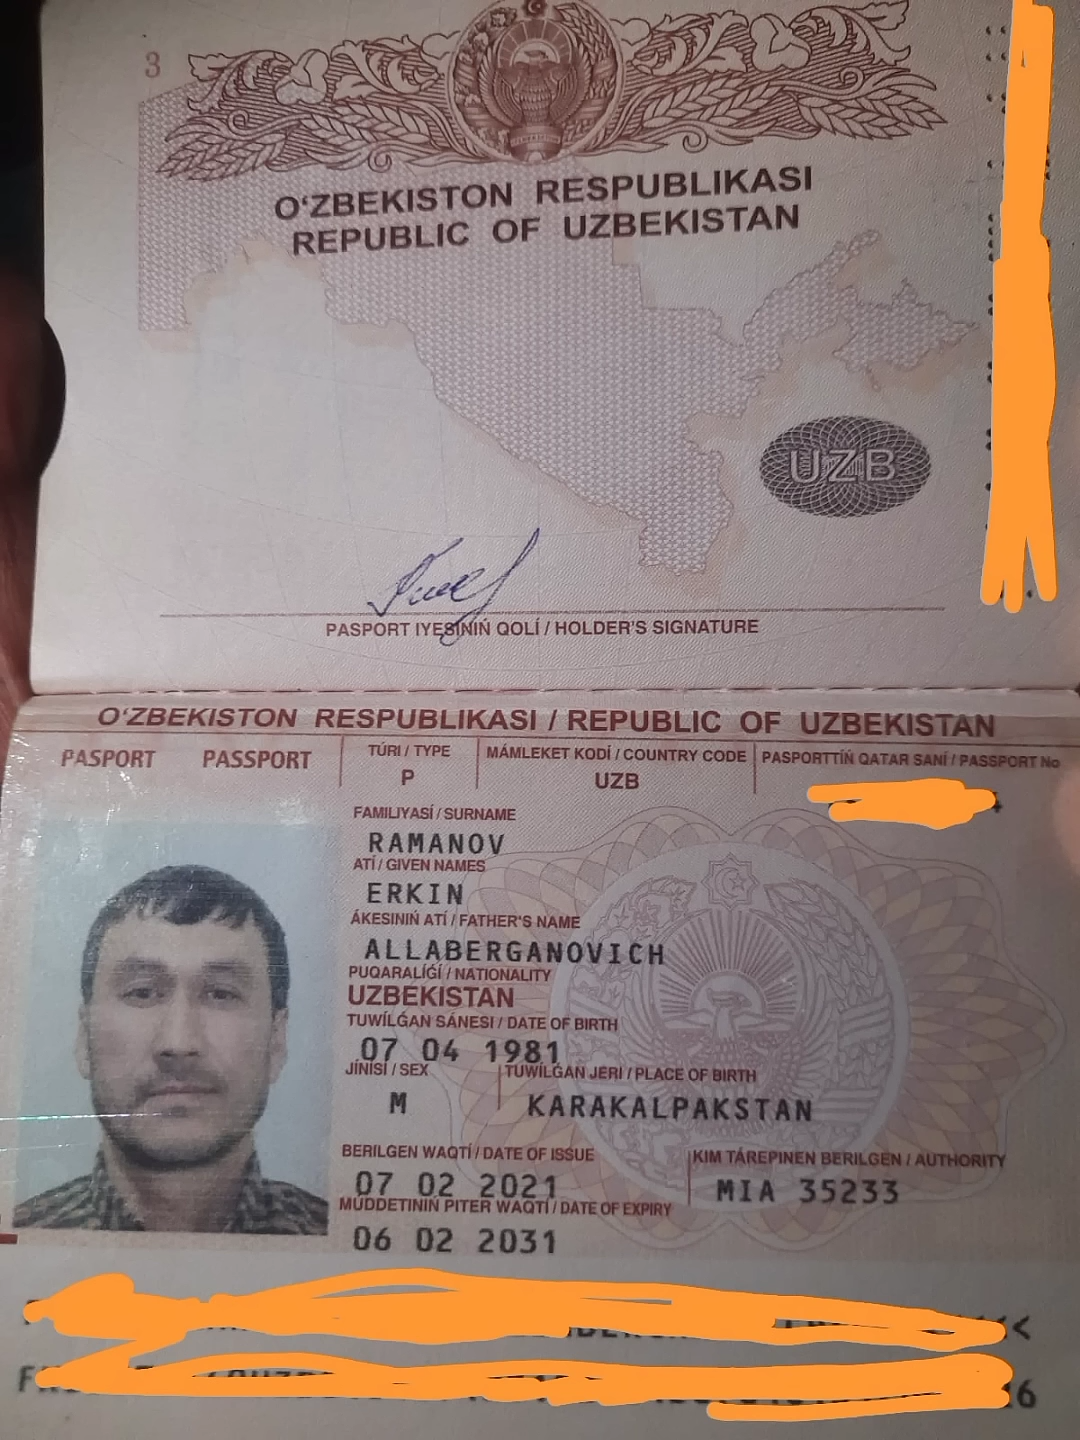 3
O‘ZBEKISTON RESPUBLIKASI
REPUBLIC OF UZBEKISTAN
UZB
PASPORT IYESINIŃ QOLÍ / HOLDER'S SIGNATURE
O‘ZBEKISTON RESPUBLIKASI / REPUBLIC OF UZBEKISTAN
PASPORT PASSPORT
TÚRI / TYPE
P
MÁMLEKET KODÍ / COUNTRY CODE
UZB
PASPORTTÍŃ QATAR SANÍ / PASSPORT No
FAMILIYASÍ / SURNAME
RAMANOV
ATÍ / GIVEN NAMES
ERKIN
ÁKESINIŃ ATÍ / FATHER'S NAME
ALLABERGANOVICH
PUQARALÍǴÍ / NATIONALITY
UZBEKISTAN
TUWÍLǴAN SÁNESI / DATE OF BIRTH
07 04 1981
JÍNÍSÍ / SEX
M
TUWÍLǴAN JERI / PLACE OF BIRTH
KARAKALPAKSTAN
BERILGEN WAQTÍ / DATE OF ISSUE
07 02 2021
KIM TÁREPINEN BERILGEN / AUTHORITY
MIA 35233
MÚDDETINIŃ PITER WAQTÍ / DATE OF EXPIRY
06 02 2031